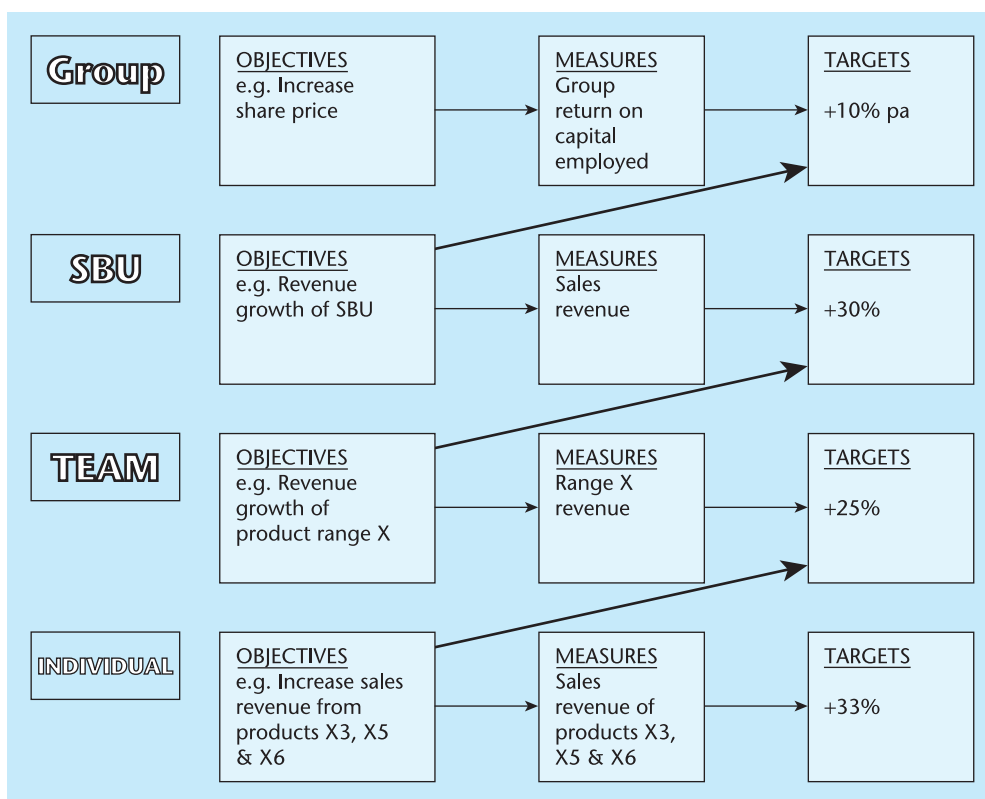 Group
OBJECTIVES
e.g. Increase
share price
MEASURES
Group
return on
capital
employed
TARGETS
+10% pa
SBU
OBJECTIVES
e.g. Revenue
growth of SBU
MEASURES
Sales
revenue
TARGETS
+30%
TEAM
OBJECTIVES
e.g. Revenue
growth of
product range X
MEASURES
Range X
revenue
TARGETS
+25%
INDIVIDUAL
OBJECTIVES
e.g. Increase sales
revenue from
products X3, X5
& X6
MEASURES
Sales
revenue of
products X3,
X5 & X6
TARGETS
+33%